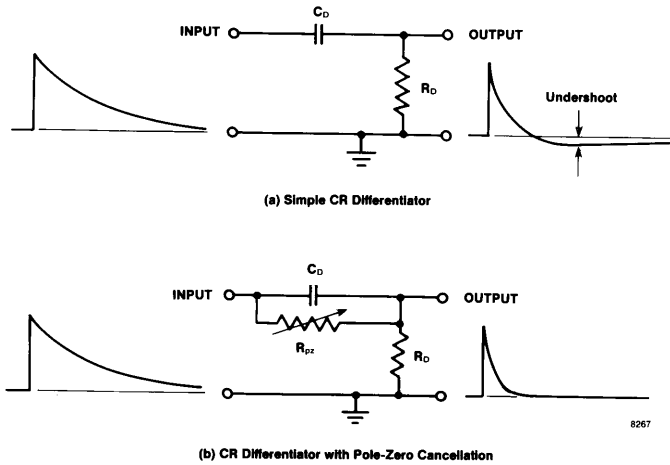 C_D
INPUT
OUTPUT
R_D
Undershoot
(a) Simple CR Differentiator
C_D
INPUT
OUTPUT
R_pz
R_D
8267
(b) CR Differentiator with Pole-Zero Cancellation